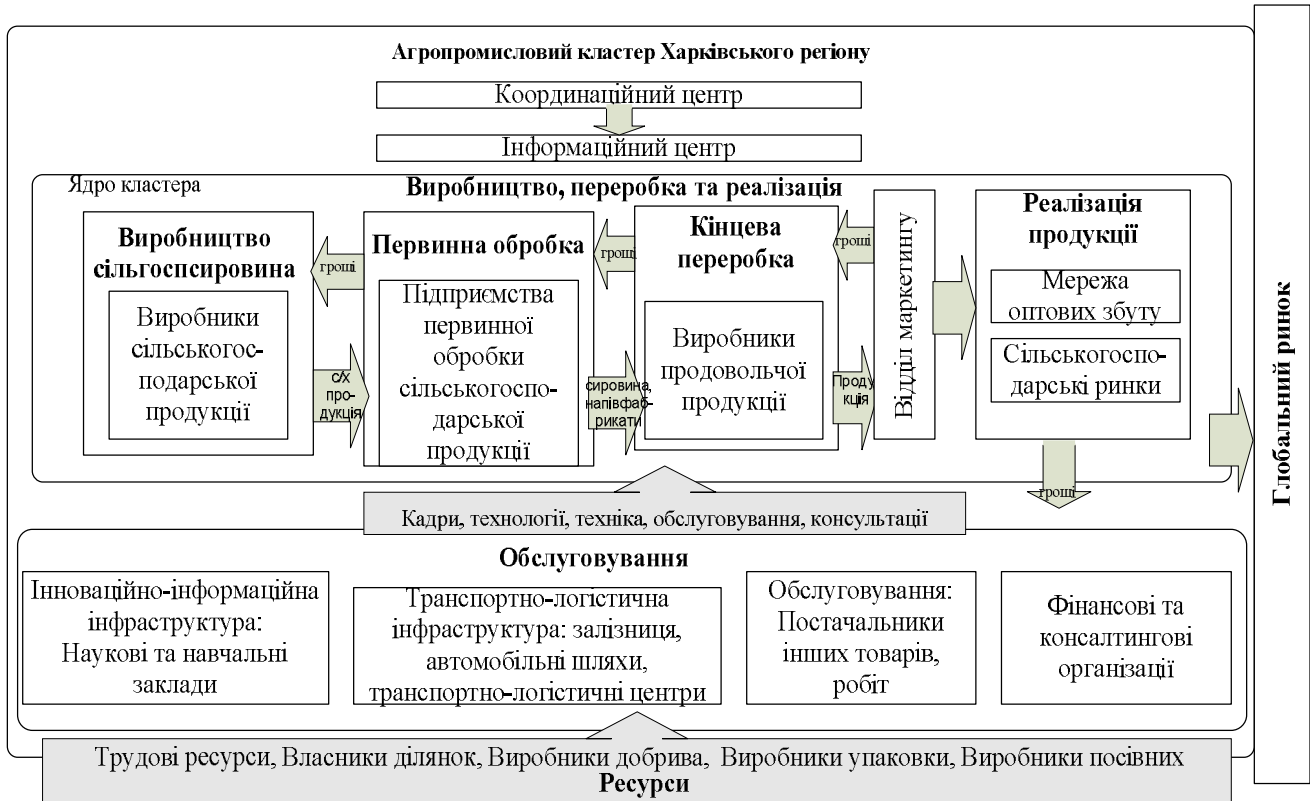 Агропромисловий кластер Харківського регіону
Координаційний центр
Інформаційний центр
Ядро кластера
Виробництво, переробка та реалізація
Виробництво
сільгоспсировина
Виробники
сільськогос-
подарської
продукції
гроші
с/х
про-
дукція
Первинна обробка
Підприємства
первинної
обробки
сільськогоспо-
дарської
продукції
гроші
сировина,
напівфаб-
рикати
Кінцева
переробка
Виробники
продовольчої
продукції
гроші
Проду
кція
Відділ маркетингу
Реалізація
продукції
Мережа
оптових збуту
Сільськогоспо-
дарські ринки
гроші
Глобальний ринок
Кадри, технології, техніка, обслуговування, консультації
Обслуговування
Інноваційно-інформаційна
інфраструктура:
Наукові та навчальні
заклади
Транспортно-логістична
інфраструктура: залізниця,
автомобільні шляхи,
транспортно-логістичні центри
Обслуговування:
Постачальники
інших товарів,
робіт
Фінансові та
консалтингові
організації
Трудові ресурси, Власники ділянок, Виробники добрива, Виробники упаковки, Виробники посівних
Ресурси